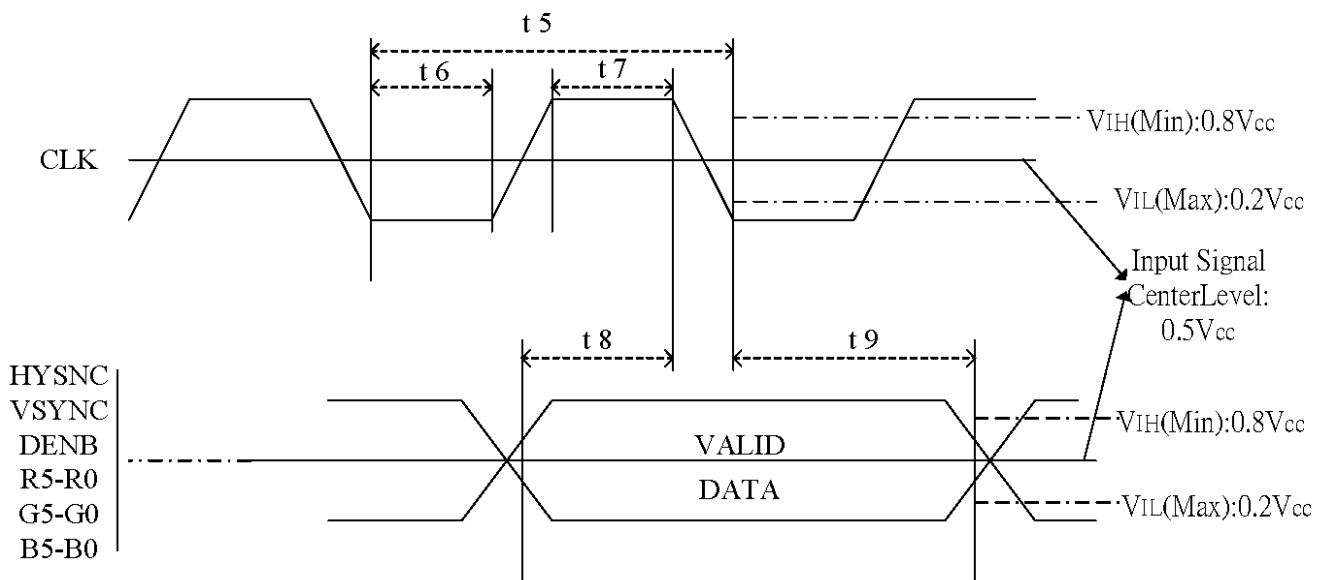 t 5
t 6
t 7
CLK
VIH(Min):0.8Vcc
VIL(Max):0.2Vcc
Input Signal
CenterLevel:
0.5Vcc
t 8
t 9
HYSNC
VSYNC
DENB
R5-R0
G5-G0
B5-B0
VALID
DATA
VIH(Min):0.8Vcc
VIL(Max):0.2Vcc